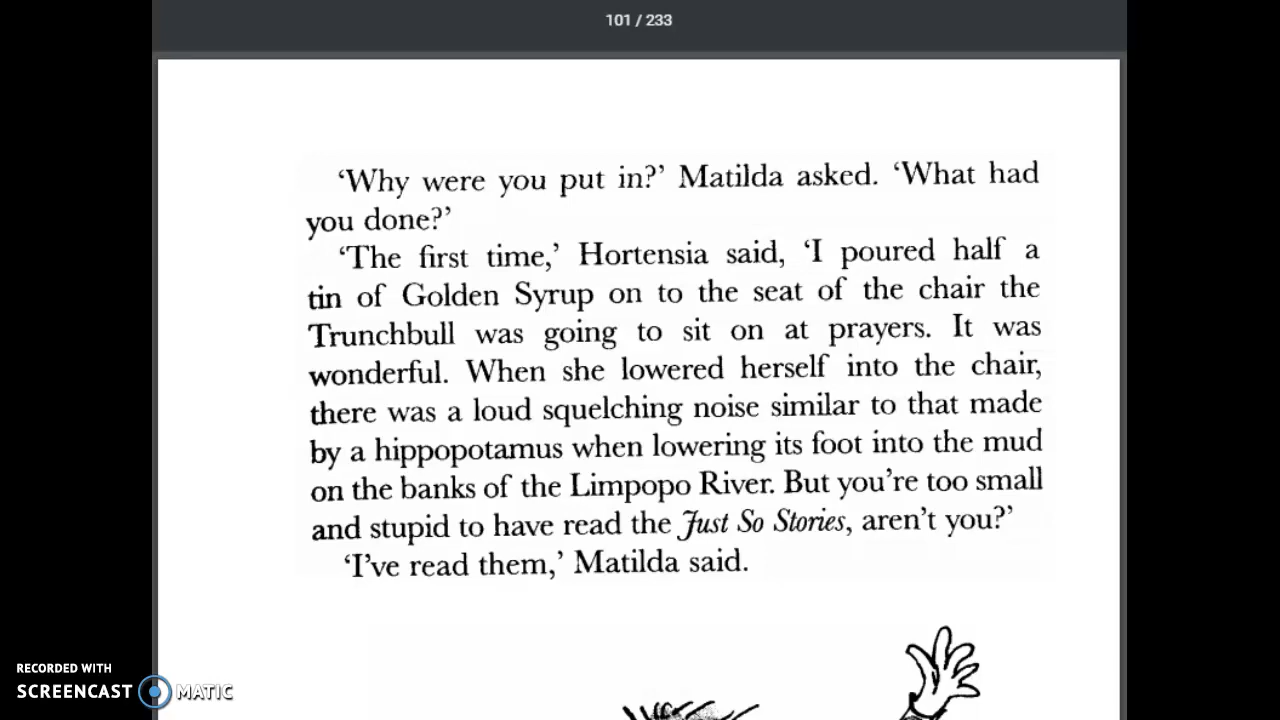 101 / 233
‘Why were you put in?’ Matilda asked. ‘What had
you done?’
‘The first time,’ Hortensia said, ‘I poured half a
tin of Golden Syrup on to the seat of the chair the
Trunchbull was going to sit on at prayers. It was
wonderful. When she lowered herself into the chair,
there was a loud squelching noise similar to that made
by a hippopotamus when lowering its foot into the mud
on the banks of the Limpopo River. But you’re too small
and stupid to have read the Just So Stories, aren’t you?’
‘I’ve read them,’ Matilda said.
RECORDED WITH
SCREENCAST MATIC